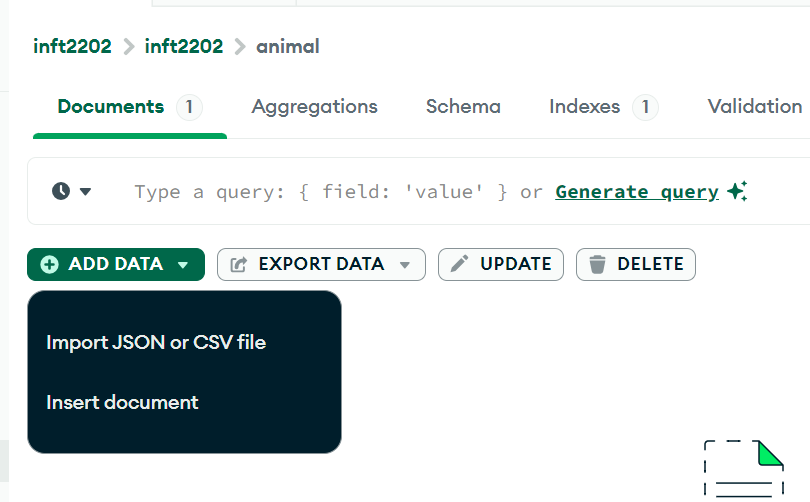 inft2202 > inft2202 > animal
Documents 1 Aggregations Schema Indexes 1 Validation
Type a query: { field: 'value' } or Generate query
ADD DATA EXPORT DATA UPDATE DELETE
Import JSON or CSV file
Insert document